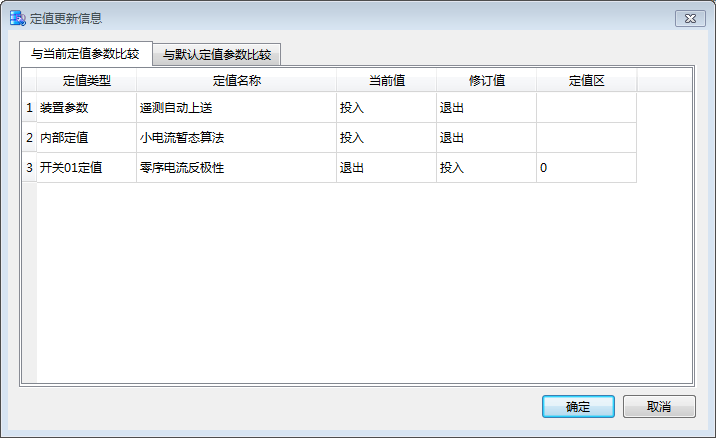 定值更新信息
与当前定值参数比较 与默认定值参数比较
定值类型 定值名称 当前值 修订值 定值区
1 装置参数 遥测自动上送 投入 退出
2 内部定值 小电流暂态算法 投入 退出
3 开关01定值 零序电流反极性 退出 投入 0
确定 取消